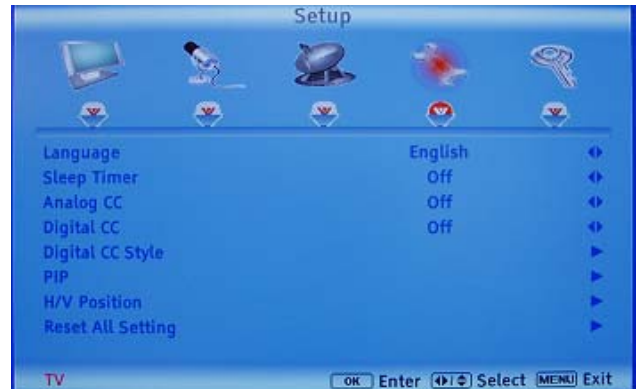 Setup
Language English
Sleep Timer Off
Analog CC Off
Digital CC Off
Digital CC Style
PIP
H/V Position
Reset All Setting
TV OK Enter Select MENU Exit